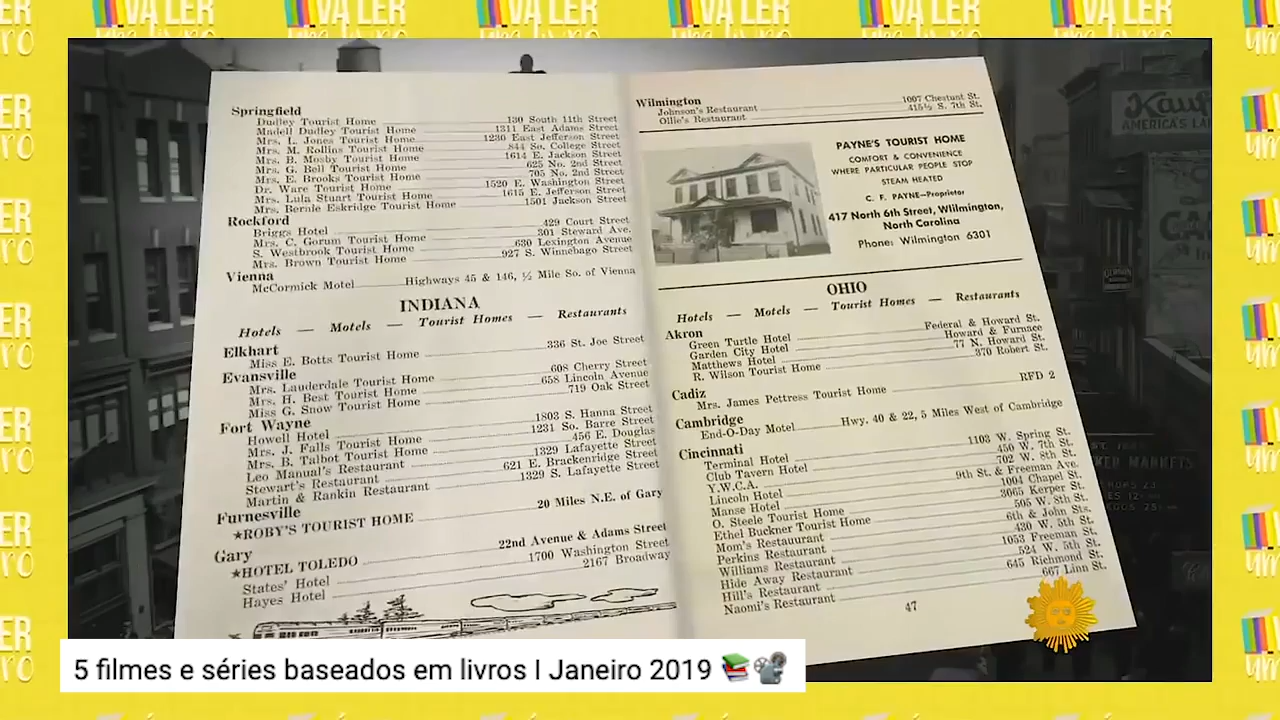 VÁ LER
Springfield
Dudley Tourist Home 130 South 11th Street
Madell Dudley Tourist Home 1311 East Adams Street
Mrs. L. Jones Tourist Home 1230 East Jefferson Street
Mrs. M. Rollins Tourist Home 844 So. College Street
Mrs. B. Mosby Tourist Home 1614 E. Jackson Street
Mrs. G. Bell Tourist Home 625 No. 2nd Street
Mrs. E. Brooks Tourist Home 705 No. 2nd Street
Dr. Ware Tourist Home 1520 E. Washington Street
Mrs. Lula Stuart Tourist Home 1615 E. Jefferson Street
Mrs. Bernie Eskridge Tourist Home 1501 Jackson Street
Rockford
Briggs Hotel 429 Court Street
Mrs. C. Gorum Tourist Home 301 Steward Ave.
S. Westbrook Tourist Home 630 Lexington Avenue
Mrs. Brown Tourist Home 927 S. Winnebago Street
Vienna
McCormick Motel Highways 45 & 146, ½ Mile So. of Vienna
INDIANA
Hotels — Motels — Tourist Homes — Restaurants
Elkhart
Miss E. Botts Tourist Home 336 St. Joe Street
Evansville
Mrs. Lauderdale Tourist Home 608 Cherry Street
Mrs. H. Best Tourist Home 658 Lincoln Avenue
Miss G. Snow Tourist Home 719 Oak Street
Fort Wayne
Howell Hotel 1803 S. Hanna Street
Mrs. J. Falls Tourist Home 1231 So. Barre Street
Mrs. B. Talbot Tourist Home 456 E. Douglas
Leo Manual's Restaurant 1329 Lafayette Street
Stewart's Restaurant 621 E. Brackenridge Street
Martin & Rankin Restaurant 1329 S. Lafayette Street
Furnesville
★ROBY'S TOURIST HOME 20 Miles N.E. of Gary
Gary
★HOTEL TOLEDO 22nd Avenue & Adams Street
States' Hotel 1700 Washington Street
Hayes Hotel 2167 Broadway
Wilmington
Johnson's Restaurant 1007 Chestunt St.
Ollie's Restaurant 415½ S. 7th St.
PAYNE'S TOURIST HOME
COMFORT & CONVENIENCE
WHERE PARTICULAR PEOPLE STOP
STEAM HEATED
C. F. PAYNE—Proprietor
417 North 6th Street, Wilmington,
North Carolina
Phone: Wilmington 6301
OHIO
Hotels — Motels — Tourist Homes — Restaurants
Akron
Green Turtle Hotel Federal & Howard St.
Garden City Hotel Howard & Furnace
Matthews Hotel 77 N. Howard St.
R. Wilson Tourist Home 370 Robert St.
Cadiz
Mrs. James Pettress Tourist Home RFD 2
Cambridge
End-O-Day Motel Hwy. 40 & 22, 5 Miles West of Cambridge
Cincinnati
Terminal Hotel 1103 W. Spring St.
Club Tavern Hotel 450 W. 7th St.
Y.W.C.A. 702 W. 8th St.
Lincoln Hotel 9th St. & Freeman Ave.
Manse Hotel 1004 Chapel St.
O. Steele Tourist Home 3065 Kerper St.
Ethel Buckner Tourist Home 505 W. 8th St.
Mom's Restaurant 6th & John Sts.
Perkins Restaurant 430 W. 5th St.
Williams Restaurant 1053 Freeman St.
Hide Away Restaurant 524 W. 5th St.
Hill's Restaurant 645 Richmond St.
Naomi's Restaurant 667 Linn St.
47
5 filmes e séries baseados em livros I Janeiro 2019